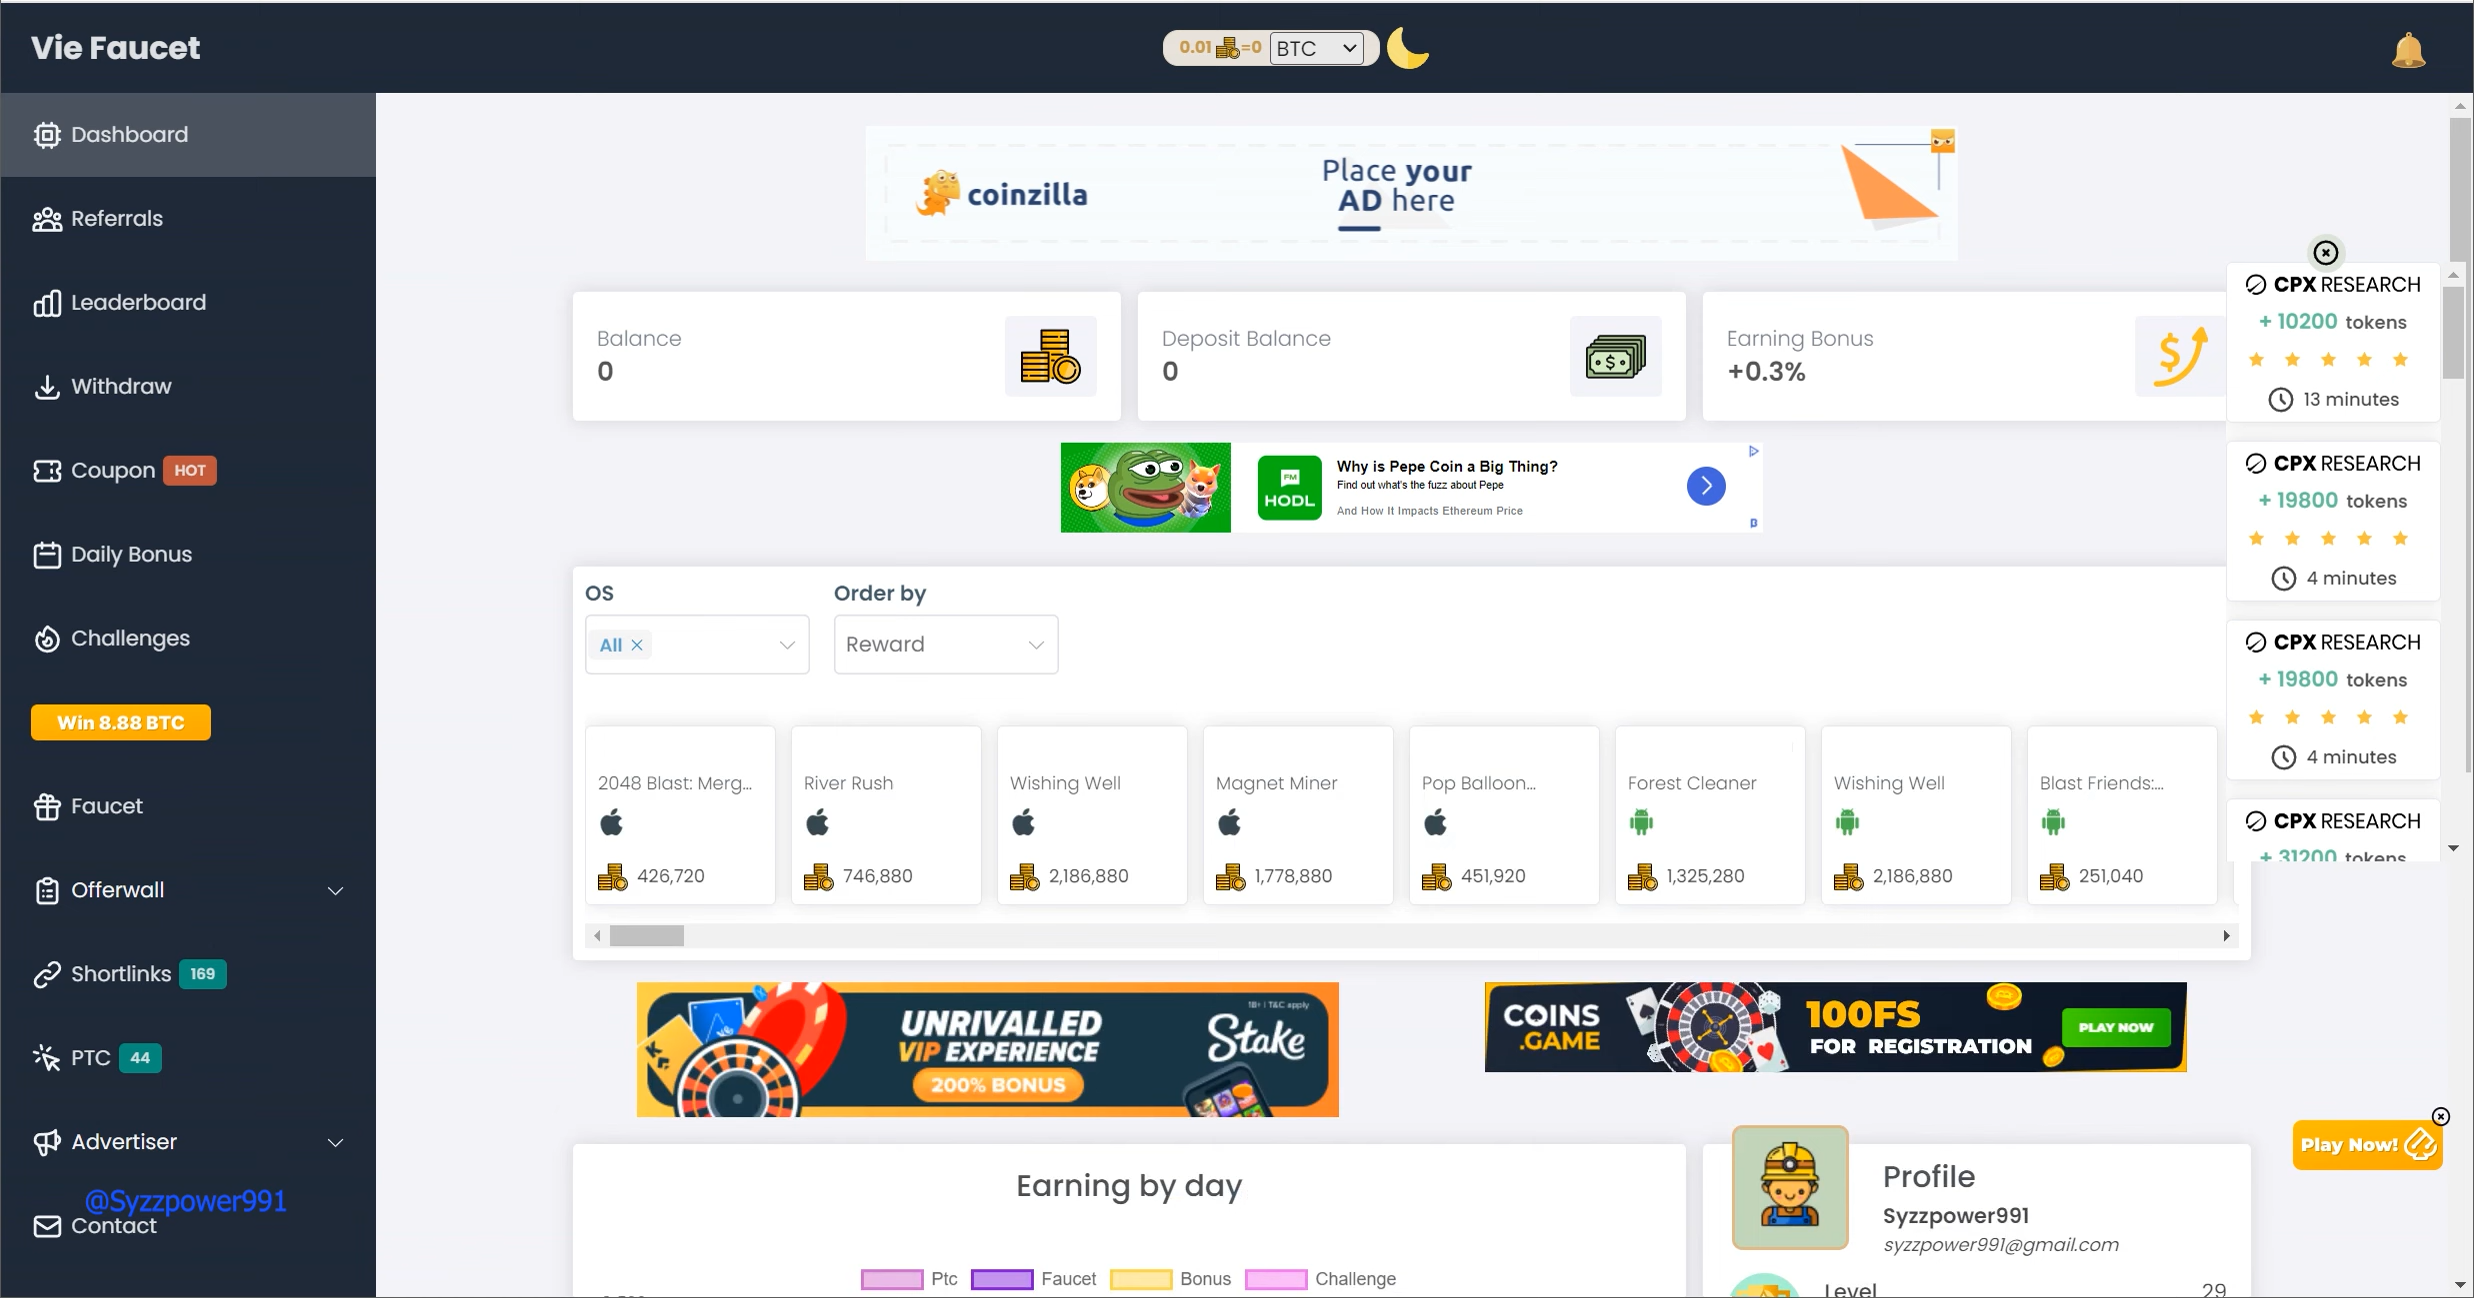 Vie Faucet
0.01 =0 BTC
Dashboard
Referrals
Leaderboard
Withdraw
Coupon HOT
Daily Bonus
Challenges
Win 8.88 BTC
Faucet
Offerwall
Shortlinks 169
PTC 44
Advertiser
@Syzzpower991
Contact
coinzilla
Place your
AD here
Balance
0
Deposit Balance
0
Earning Bonus
+0.3%
Why is Pepe Coin a Big Thing?
Find out what's the fuzz about Pepe
And How It Impacts Ethereum Price
FM
HODL
OS
All
Order by
Reward
2048 Blast: Merg...
426,720
River Rush
746,880
Wishing Well
2,186,880
Magnet Miner
1,778,880
Pop Balloon...
451,920
Forest Cleaner
1,325,280
Wishing Well
2,186,880
Blast Friends:...
251,040
CPX RESEARCH
+ 10200 tokens
13 minutes
CPX RESEARCH
+ 19800 tokens
4 minutes
CPX RESEARCH
+ 19800 tokens
4 minutes
CPX RESEARCH
+ 31200 tokens
UNRIVALLED
VIP EXPERIENCE
200% BONUS
18+ | T&C apply
Stake
COINS
.GAME
100FS
FOR REGISTRATION
PLAY NOW
Play Now!
Earning by day
Ptc Faucet Bonus Challenge
Profile
Syzzpower991
syzzpower991@gmail.com
Level 29